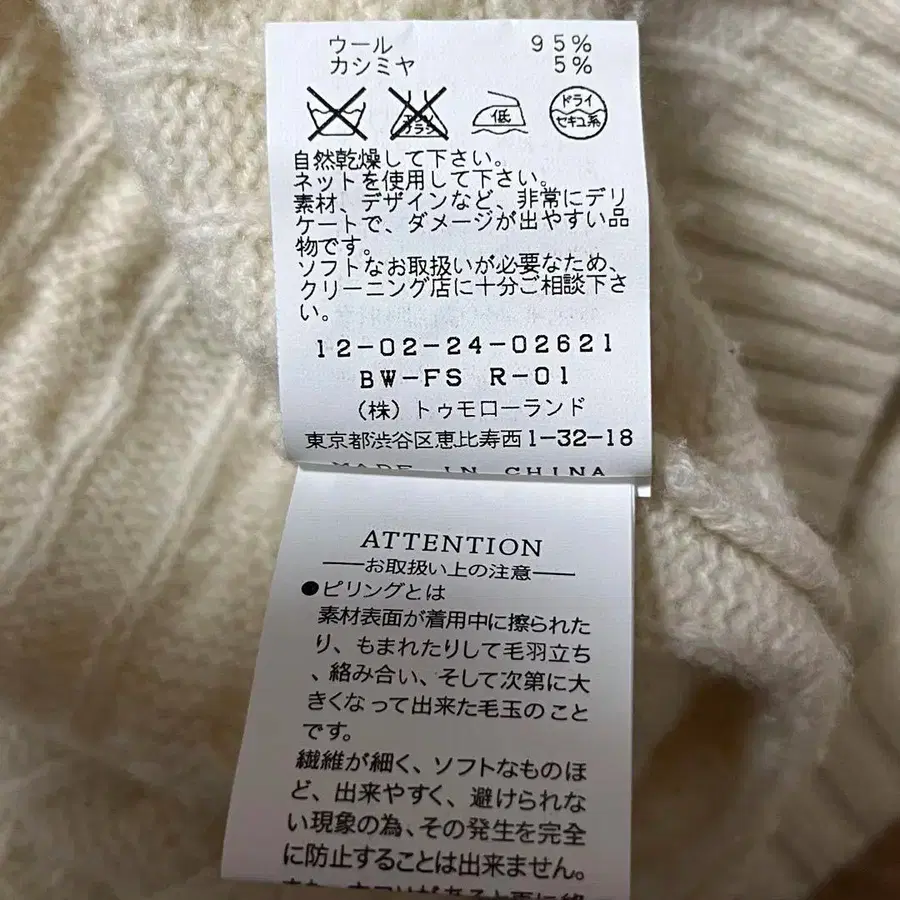 ウール 95%
カシミヤ 5%
低
ドライ
セキユ系
自然乾燥して下さい。
ネットを使用して下さい。
素材、デザインなど、非常にデリ
ケートで、ダメージが出やすい品
物です。
ソフトなお取扱いが必要なため、
クリーニング店に十分ご相談下さ
い。
12-02-24-02621
BW-FS R-01
(株)トゥモローランド
東京都渋谷区恵比寿西1-32-18
MADE IN CHINA
ATTENTION
お取扱い上の注意
●ピリングとは
素材表面が着用中に擦られた
り、もまれたりして毛羽立ち
、絡み合い、そして次第に大
きくなって出来た毛玉のこと
です。
繊維が細く、ソフトなものほ
ど、出来やすく、避けられな
い現象の為、その発生を完全
に防止することは出来ません。